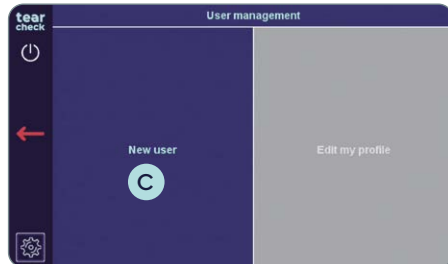 tear
check
User management
New user
Edit my profile
C